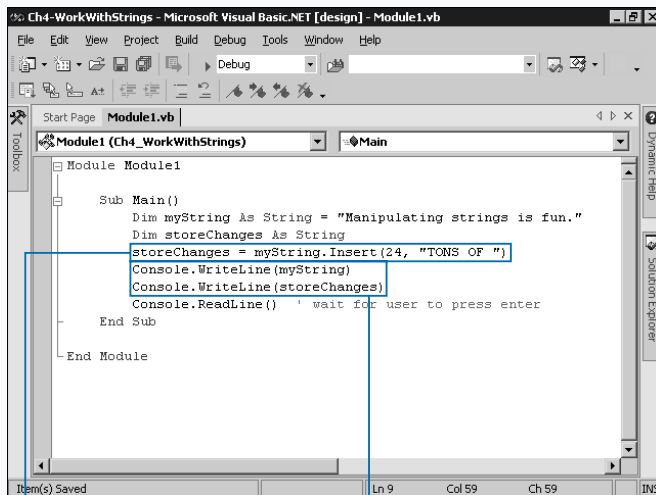 Ch4-WorkWithStrings - Microsoft Visual Basic.NET [design] - Module1.vb
File Edit View Project Build Debug Tools Window Help
Debug
Start Page Module1.vb
Toolbox
Module1 (Ch4_WorkWithStrings) Main
Module Module1
Sub Main()
Dim myString As String = "Manipulating strings is fun."
Dim storeChanges As String
storeChanges = myString.Insert(24, "TONS OF ")
Console.WriteLine(myString)
Console.WriteLine(storeChanges)
Console.ReadLine() ' wait for user to press enter
End Sub
End Module
Dynamic Help
Solution Explorer
Item(s) Saved Ln 9 Col 59 Ch 59 INS